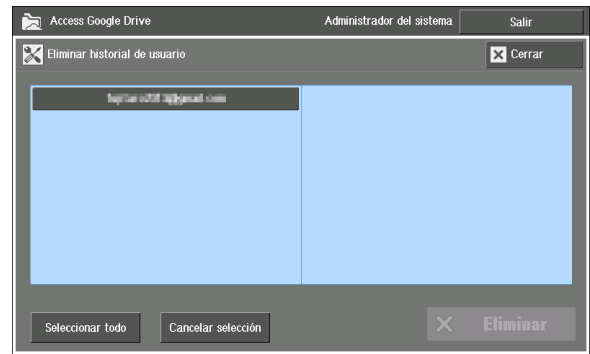 Access Google Drive
Administrador del sistema
Salir
Eliminar historial de usuario
Cerrar
Seleccionar todo
Cancelar selección
Eliminar